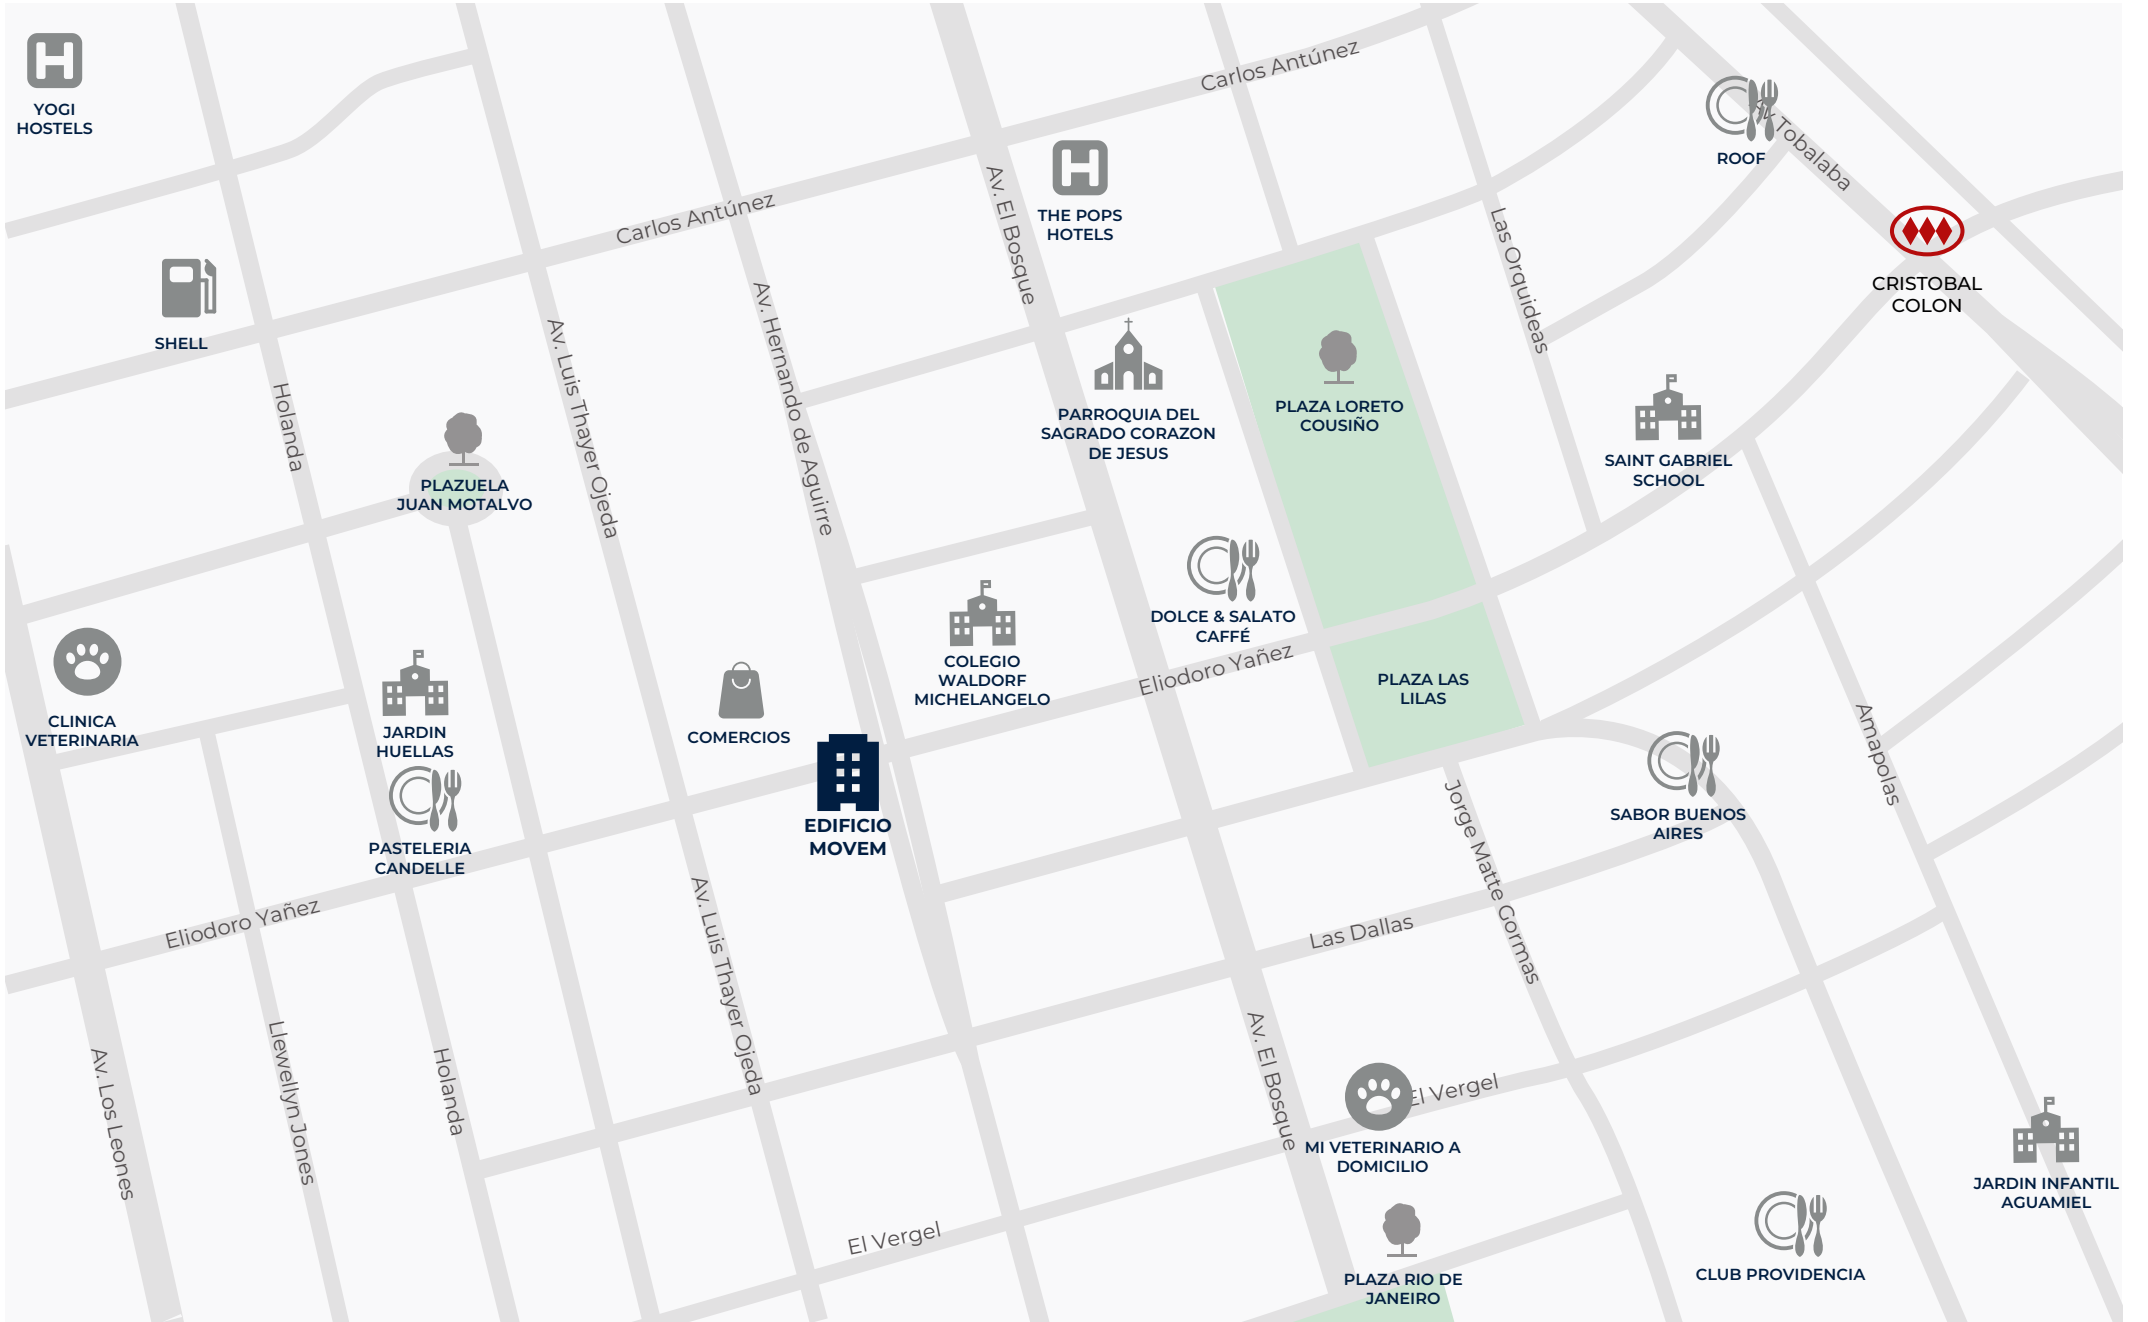 Carlos Antúnez
YOGI
HOSTELS
Av Tobalaba
ROOF
THE POPS
HOTELS
Carlos Antúnez
Av. El Bosque
Las Orquideas
CRISTOBAL
COLON
SHELL
Av. Hernando de Aguirre
Av. Luis Thayer Ojeda
Holanda
PARROQUIA DEL
SAGRADO CORAZON
DE JESUS
PLAZA LORETO
COUSIÑO
SAINT GABRIEL
SCHOOL
PLAZUELA
JUAN MOTALVO
DOLCE & SALATO
CAFFÉ
Eliodoro Yañez
COLEGIO
WALDORF
MICHELANGELO
PLAZA LAS
LILAS
CLINICA
VETERINARIA
JARDIN
HUELLAS
COMERCIOS
Amapolas
EDIFICIO
MOVEM
PASTELERIA
CANDELLE
SABOR BUENOS
AIRES
Jorge Matte Gormas
Eliodoro Yañez
Las Dallas
Av. Luis Thayer Ojeda
Av. Los Leones
Llewellyn Jones
Holanda
Av. El Bosque
El Vergel
MI VETERINARIO A
DOMICILIO
JARDIN INFANTIL
AGUAMIEL
El Vergel
PLAZA RIO DE
JANEIRO
CLUB PROVIDENCIA